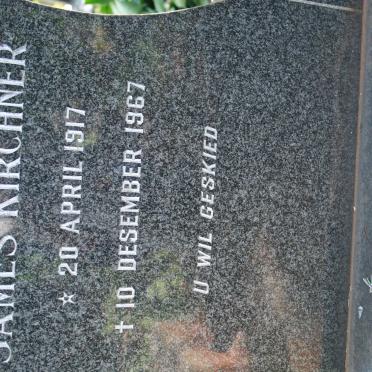 JAMES KIRCHNER
☆ 20 APRIL 1917
† 10 DESEMBER 1967
U WIL GESKIED